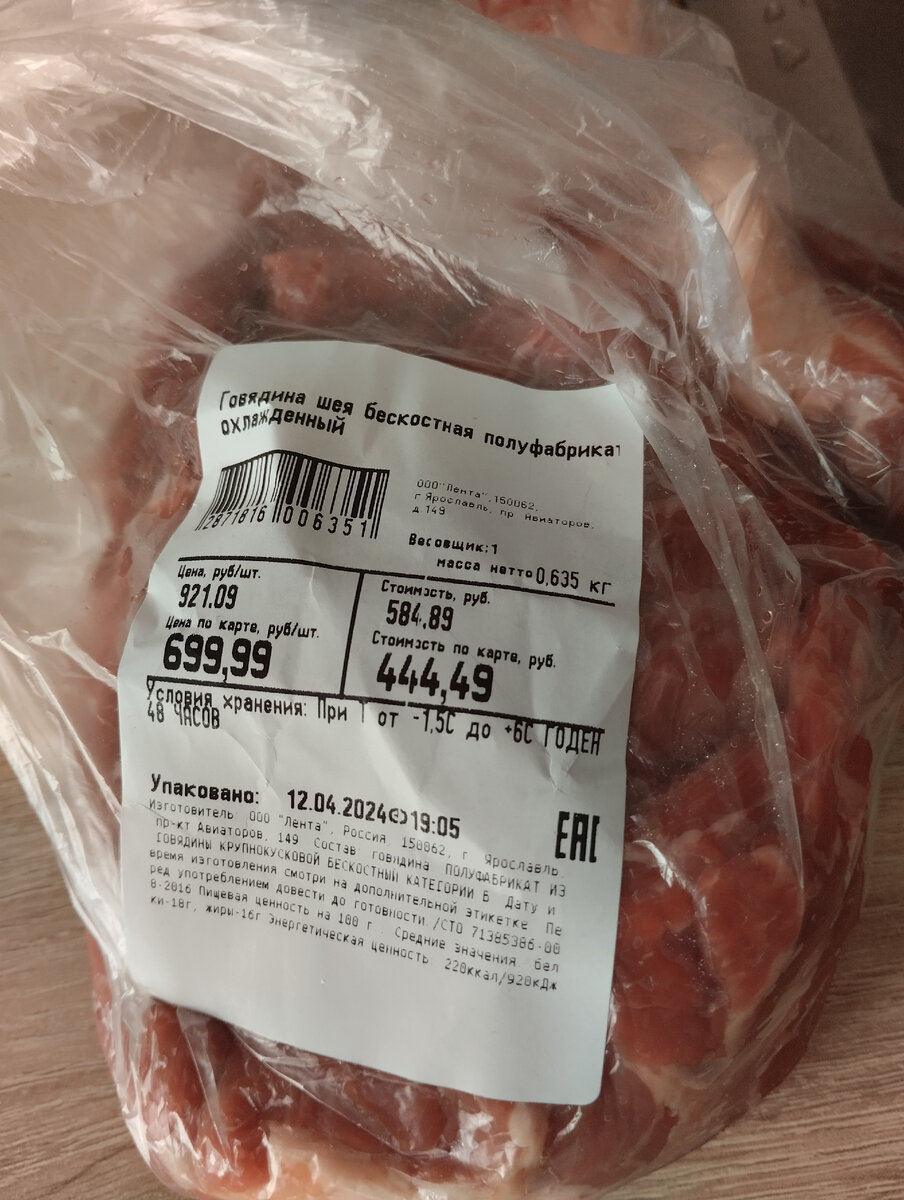 Говядина шея бескостная полуфабрикат
охлажденный
2871816 006351
ООО"Лента",150062,
г Ярославль, пр Авиаторов,
д 149
Весовщик:1
масса нетто 0,635 кг
Цена, руб/шт.
921.09
Цена по карте, руб/шт.
699,99
Стоимость, руб.
584.89
Стоимость по карте, руб.
444,49
Условия хранения: При Т от -1,5С до +6С ГОДЕН
48 ЧАСОВ
Упаковано: 12.04.2024 19:05
EAC
Изготовитель ООО "Лента", Россия 150062, г Ярославль,
пр-кт Авиаторов, 149 Состав: говядина ПОЛУФАБРИКАТ ИЗ
ГОВЯДИНЫ КРУПНОКУСКОВОЙ БЕСКОСТНЫЙ КАТЕГОРИИ Б Дату и
время изготовления смотри на дополнительной этикетке Пе
ред употреблением довести до готовности /СТО 71385386-00
8-2016 Пищевая ценность на 100 г . Средние значения бел
ки-18г, жиры-16г Энергетическая ценность 220ккал/920кДж